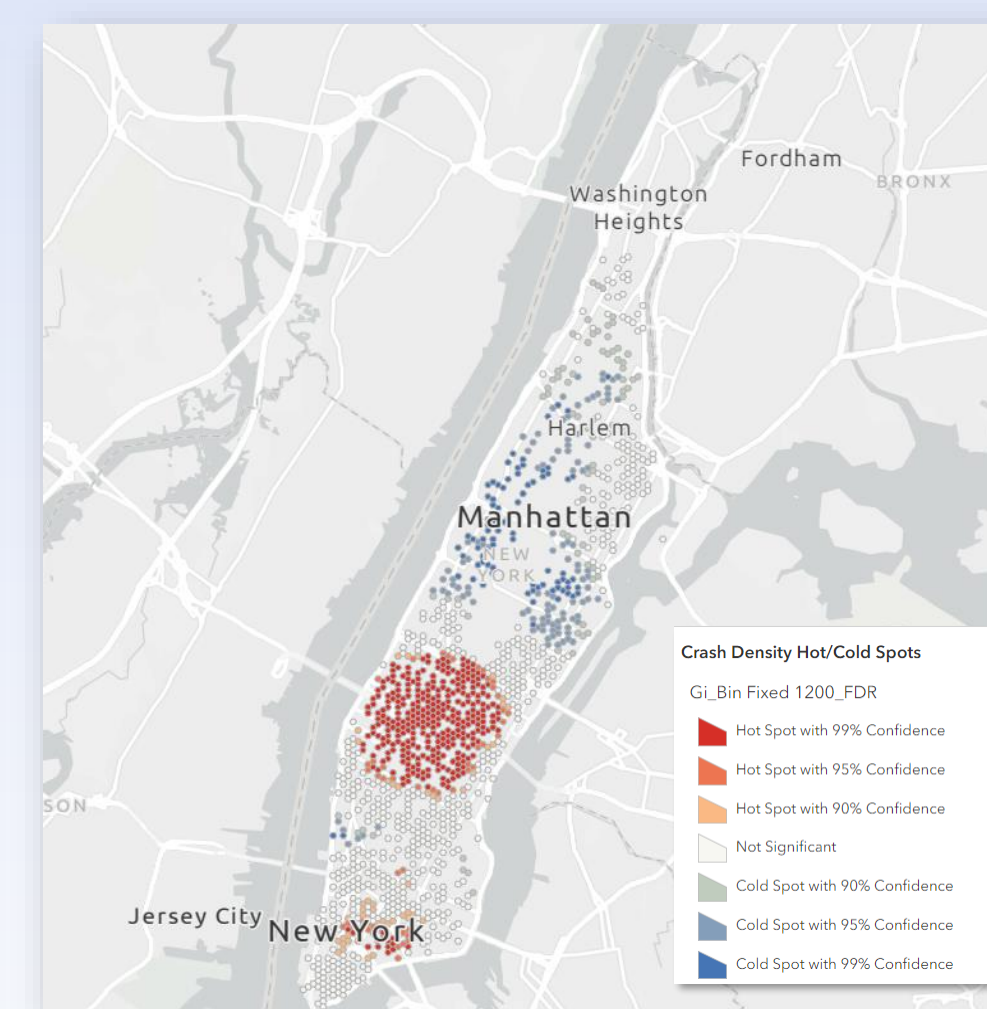 Fordham
BRONX
Washington
Heights
Harlem
Manhattan
NEW
YORK
SON
Jersey City
New York
Crash Density Hot/Cold Spots
Gi_Bin Fixed 1200_FDR
Hot Spot with 99% Confidence
Hot Spot with 95% Confidence
Hot Spot with 90% Confidence
Not Significant
Cold Spot with 90% Confidence
Cold Spot with 95% Confidence
Cold Spot with 99% Confidence